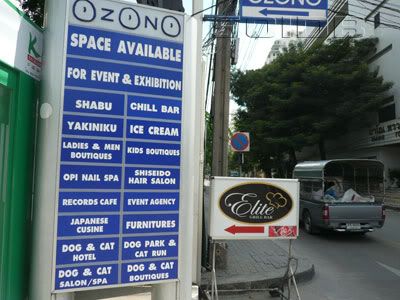 OZONO
SPACE AVAILABLE
FOR EVENT & EXHIBITION
SHABU
CHILL BAR
YAKINIKU
ICE CREAM
LADIES & MEN
BOUTIQUES
KIDS BOUTIQUES
OPI NAIL SPA
SHISEIDO
HAIR SALON
RECORDS CAFE
EVENT AGENCY
JAPANESE
CUSINE
FURNITURES
DOG & CAT
HOTEL
DOG PARK &
CAT RUN
DOG & CAT
SALON/SPA
DOG & CAT
BOUTIQUES
OZONO
Elite
GRILL BAR